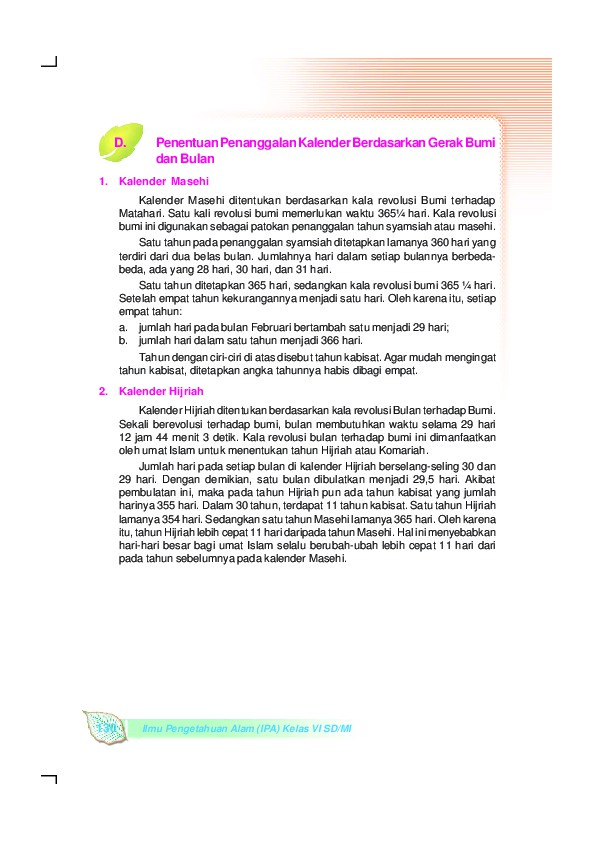 D. Penentuan Penanggalan Kalender Berdasarkan Gerak Bumi
dan Bulan
1. Kalender Masehi
Kalender Masehi ditentukan berdasarkan kala revolusi Bumi terhadap
Matahari. Satu kali revolusi bumi memerlukan waktu 365¼ hari. Kala revolusi
bumi ini digunakan sebagai patokan penanggalan tahun syamsiah atau masehi.
Satu tahun pada penanggalan syamsiah ditetapkan lamanya 360 hari yang
terdiri dari dua belas bulan. Jumlahnya hari dalam setiap bulannya berbeda-
beda, ada yang 28 hari, 30 hari, dan 31 hari.
Satu tahun ditetapkan 365 hari, sedangkan kala revolusi bumi 365 ¼ hari.
Setelah empat tahun kekurangannya menjadi satu hari. Oleh karena itu, setiap
empat tahun:
a. jumlah hari pada bulan Februari bertambah satu menjadi 29 hari;
b. jumlah hari dalam satu tahun menjadi 366 hari.
Tahun dengan ciri-ciri di atas disebut tahun kabisat. Agar mudah mengingat
tahun kabisat, ditetapkan angka tahunnya habis dibagi empat.
2. Kalender Hijriah
Kalender Hijriah ditentukan berdasarkan kala revolusi Bulan terhadap Bumi.
Sekali berevolusi terhadap bumi, bulan membutuhkan waktu selama 29 hari
12 jam 44 menit 3 detik. Kala revolusi bulan terhadap bumi ini dimanfaatkan
oleh umat Islam untuk menentukan tahun Hijriah atau Komariah.
Jumlah hari pada setiap bulan di kalender Hijriah berselang-seling 30 dan
29 hari. Dengan demikian, satu bulan dibulatkan menjadi 29,5 hari. Akibat
pembulatan ini, maka pada tahun Hijriah pun ada tahun kabisat yang jumlah
harinya 355 hari. Dalam 30 tahun, terdapat 11 tahun kabisat. Satu tahun Hijriah
lamanya 354 hari. Sedangkan satu tahun Masehi lamanya 365 hari. Oleh karena
itu, tahun Hijriah lebih cepat 11 hari daripada tahun Masehi. Hal ini menyebabkan
hari-hari besar bagi umat Islam selalu berubah-ubah lebih cepat 11 hari dari
pada tahun sebelumnya pada kalender Masehi.
Ilmu Pengetahuan Alam (IPA) Kelas VI SD/MI